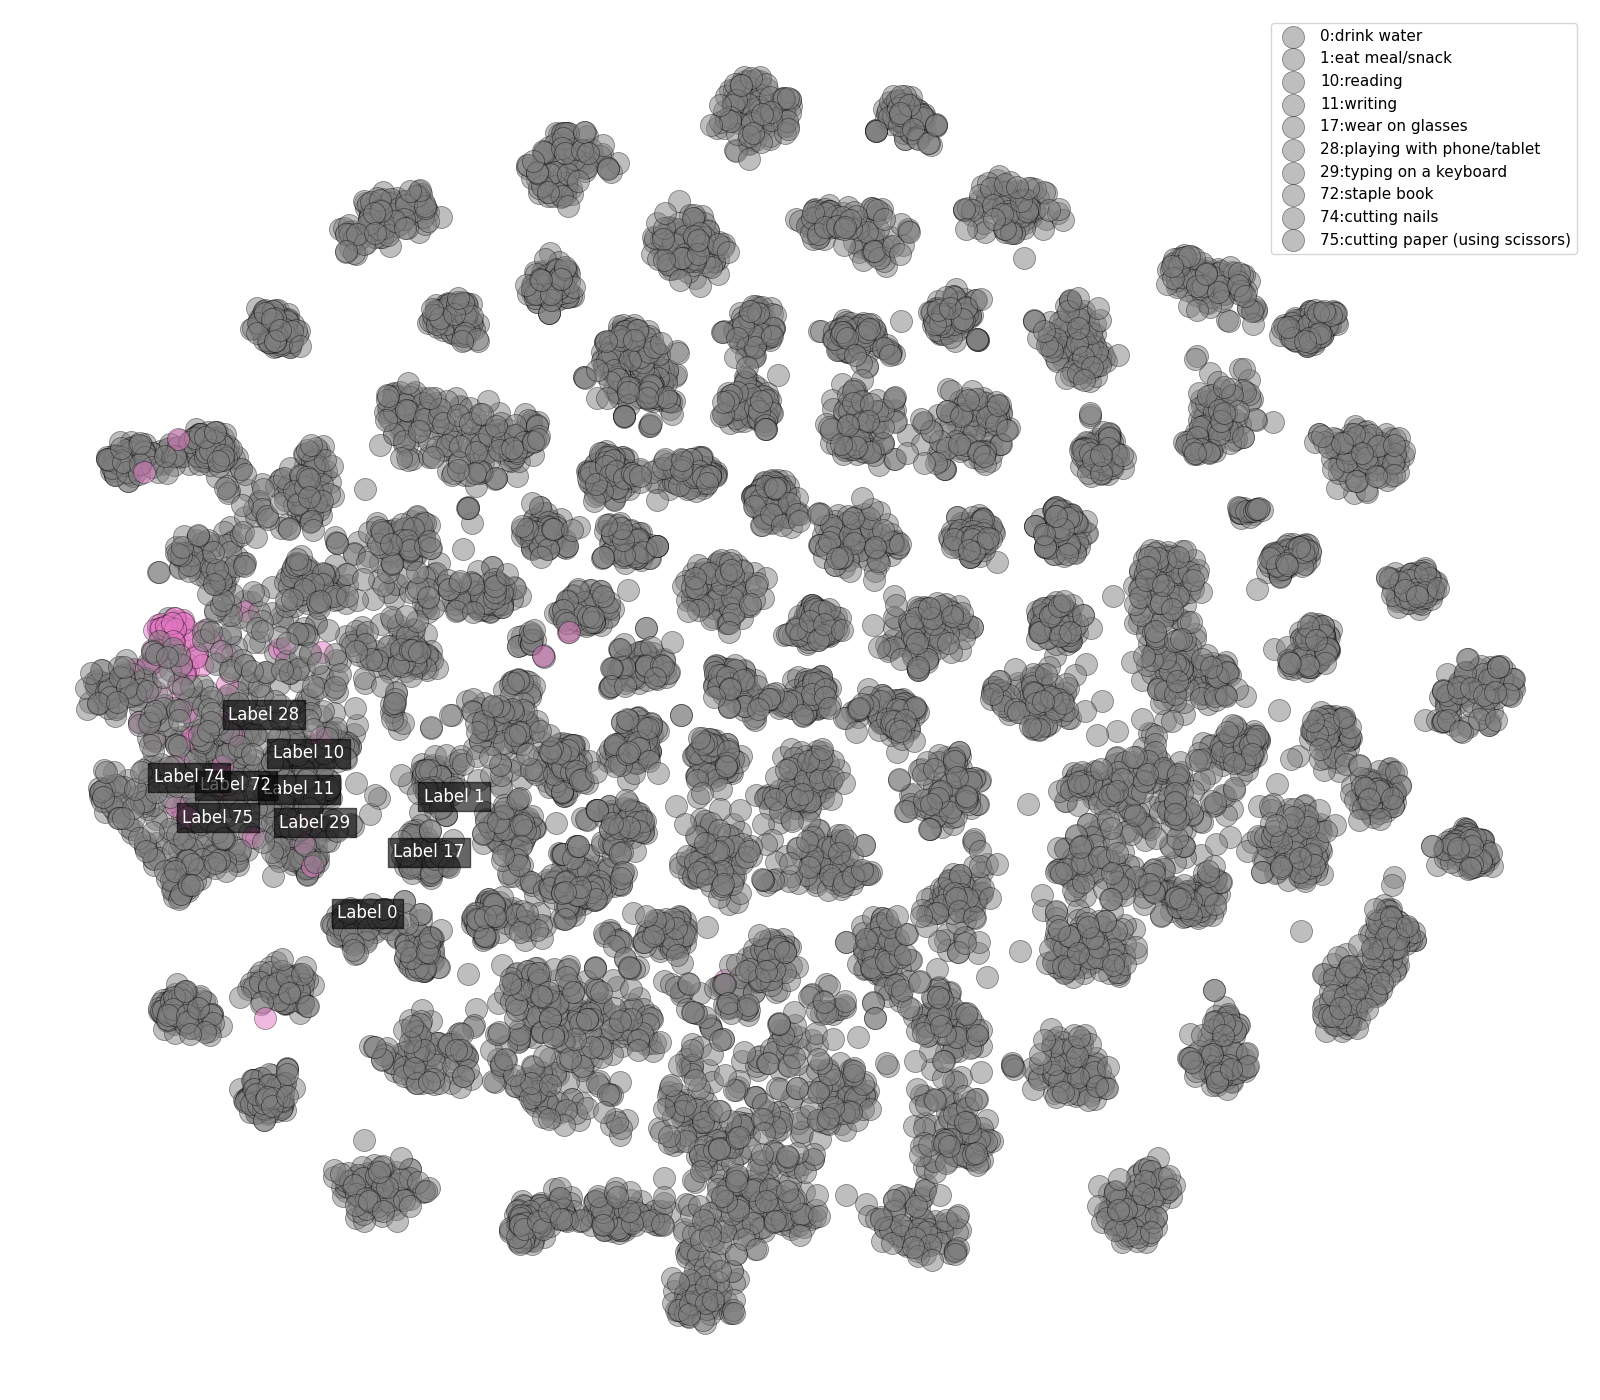 0:drink water
1:eat meal/snack
10:reading
11:writing
17:wear on glasses
28:playing with phone/tablet
29:typing on a keyboard
72:staple book
74:cutting nails
75:cutting paper (using scissors)
Label 28
Label 10
Label 74
Label 72
Label 11
Label 1
Label 75
Label 29
Label 17
Label 0